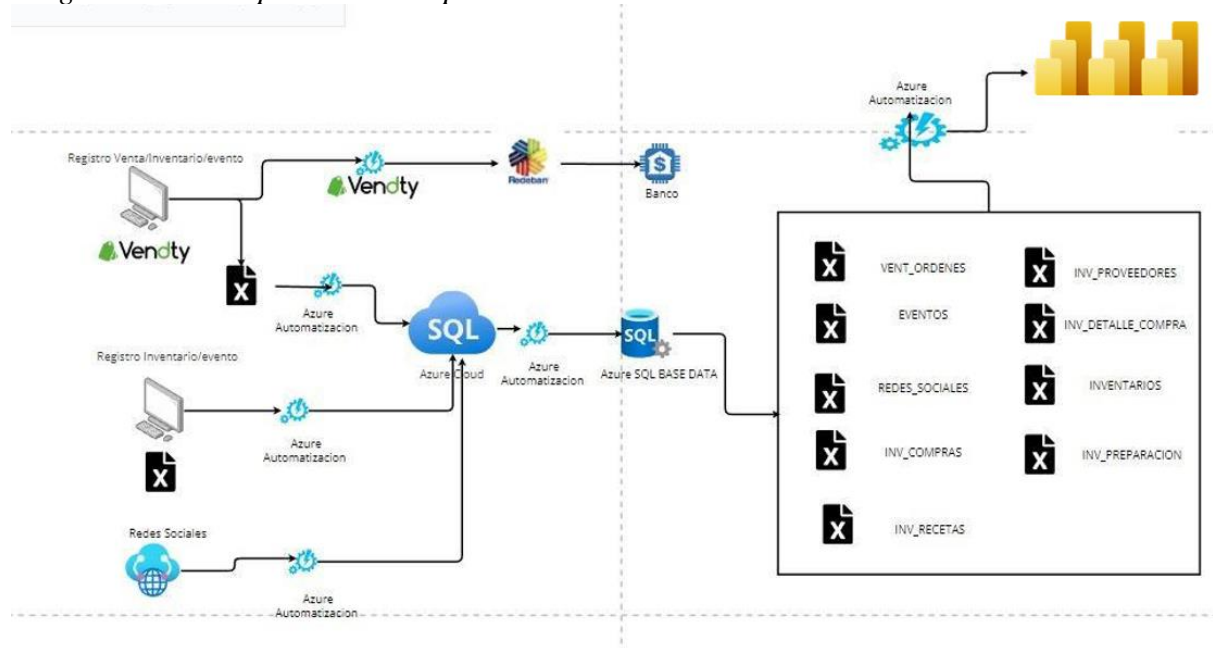 Azure
Automatizacion
Registro Venta/Inventario/evento
Vendty
Redeban
Banco
Vendty
X
Azure
Automatizacion
SQL
Azure Cloud
Azure
Automatizacion
SQL
Azure SQL BASE DATA
Registro Inventario/evento
Azure
Automatizacion
X
Redes Sociales
Azure
Automatizacion
X VENT_ORDENES
X INV_PROVEEDORES
X EVENTOS
X INV_DETALLE_COMPRA
X REDES_SOCIALES
X INVENTARIOS
X INV_COMPRAS
X INV_PREPARACION
X INV_RECETAS